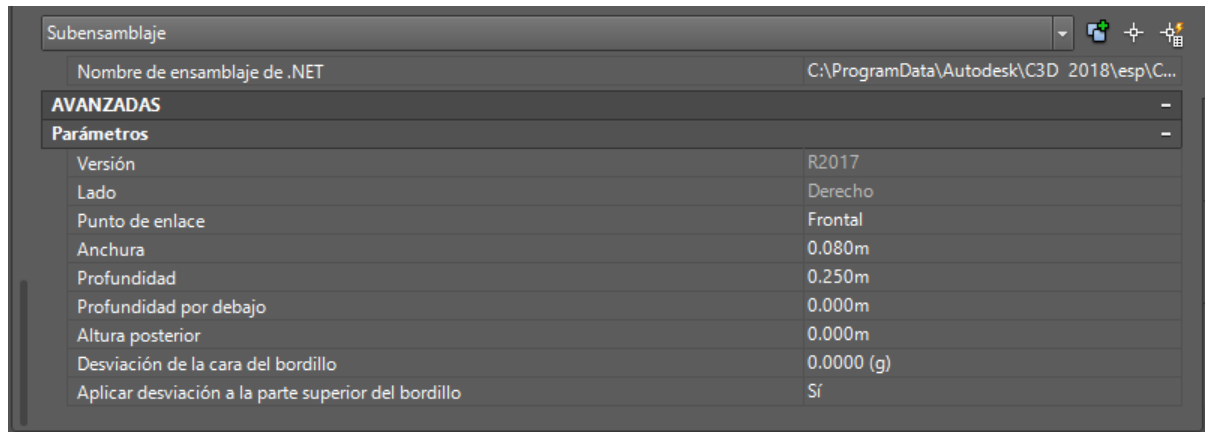 Subensamblaje
Nombre de ensamblaje de .NET C:\ProgramData\Autodesk\C3D 2018\esp\C...
AVANZADAS
Parámetros
Versión R2017
Lado Derecho
Punto de enlace Frontal
Anchura 0.080m
Profundidad 0.250m
Profundidad por debajo 0.000m
Altura posterior 0.000m
Desviación de la cara del bordillo 0.0000 (g)
Aplicar desviación a la parte superior del bordillo Sí